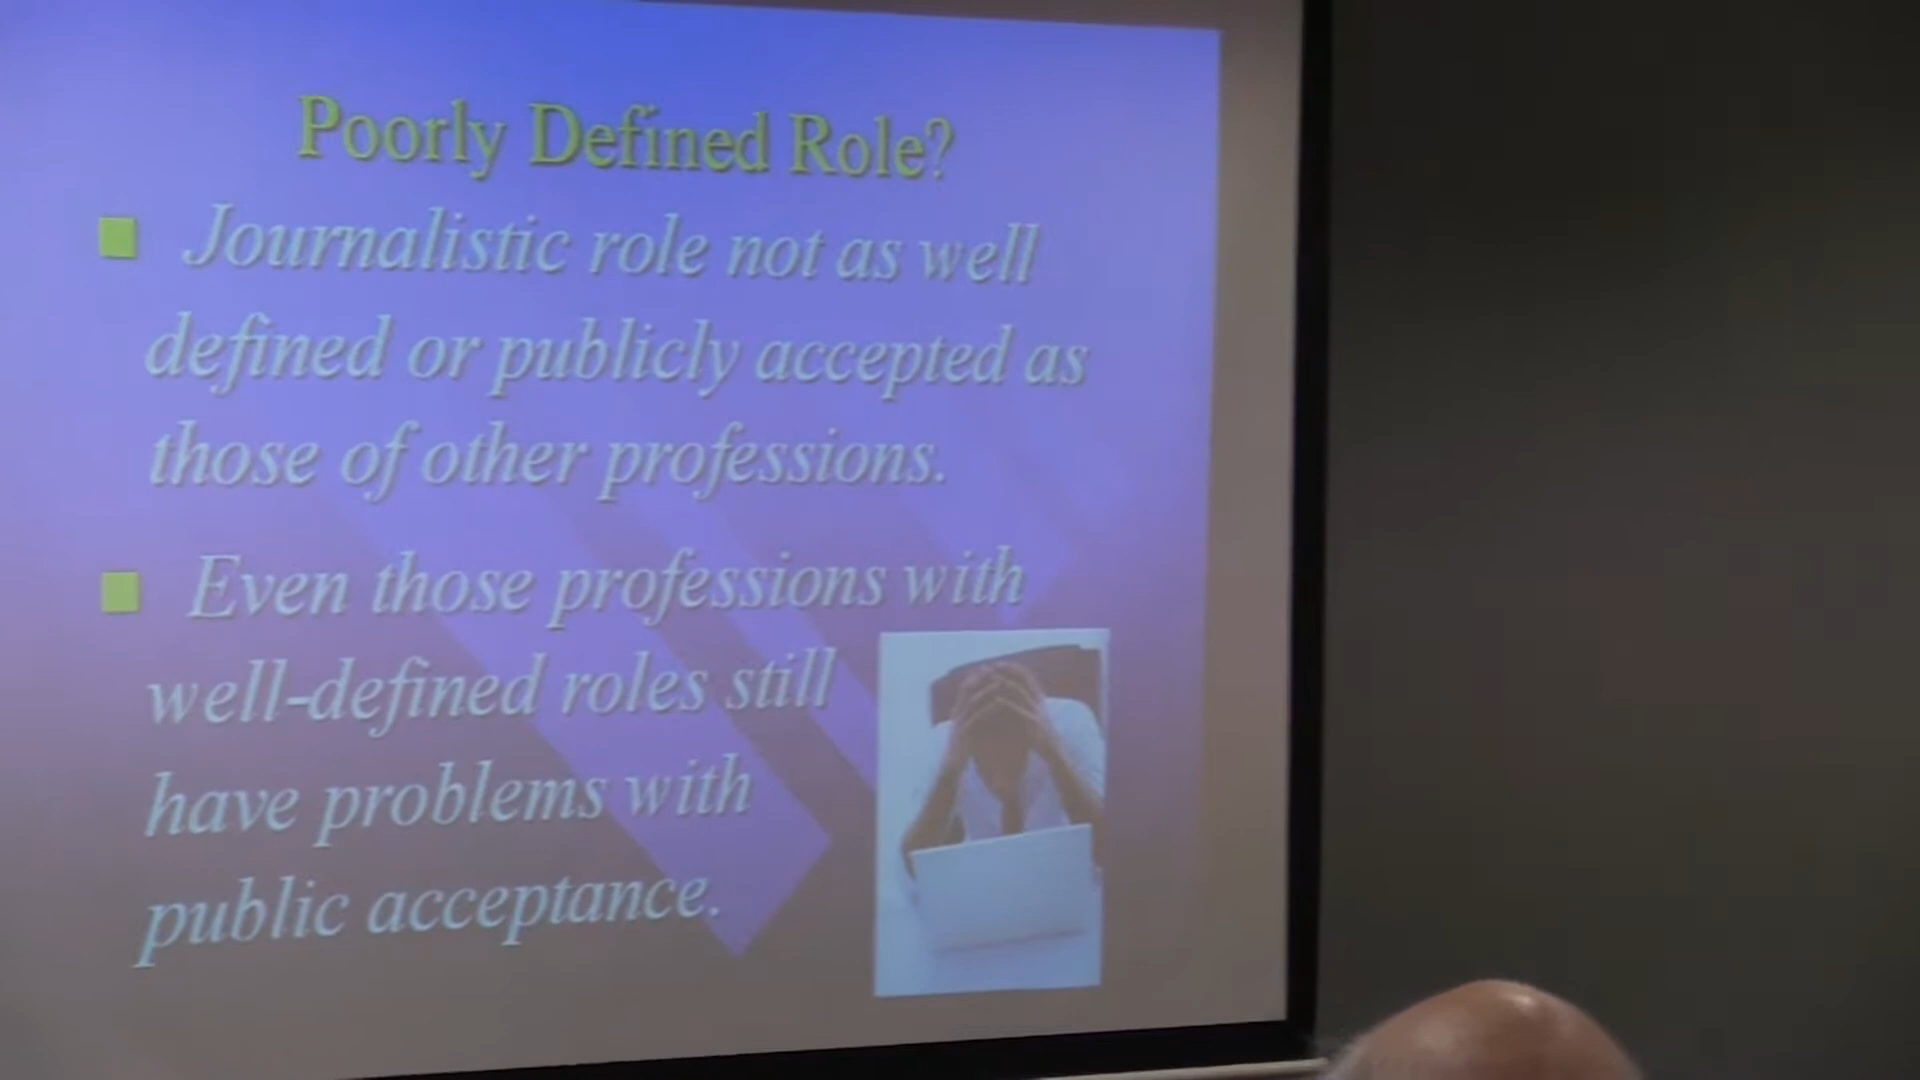 Poorly Defined Role?
Journalistic role not as well
defined or publicly accepted as
those of other professions.
Even those professions with
well-defined roles still
have problems with
public acceptance.